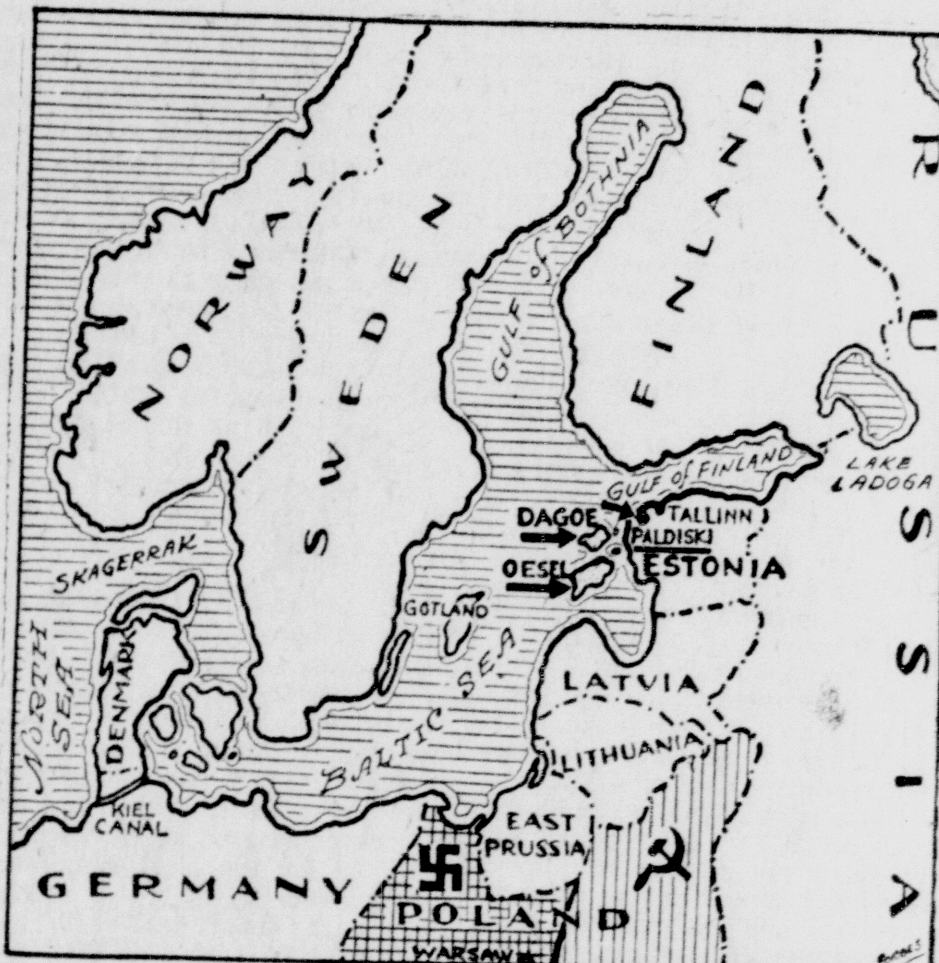 NORWAY
SWEDEN
FINLAND
RUSSIA
GULF of BOTHNIA
GULF of FINLAND
LAKE
LADOGA
DAGOE
TALLINN
PALDISKI
OESEL
ESTONIA
SKAGERRAK
GOTLAND
NORTH
SEA
DENMARK
BALTIC SEA
LATVIA
LITHUANIA
KIEL
CANAL
EAST
PRUSSIA
GERMANY
POLAND
WARSAW